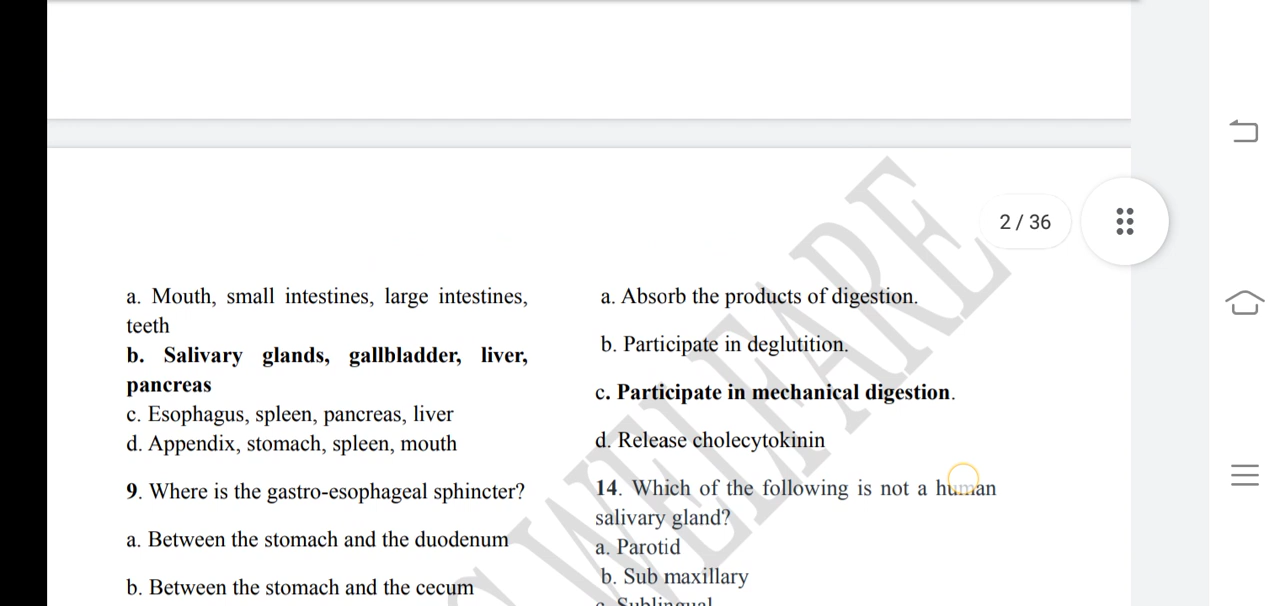 2 / 36
a. Mouth, small intestines, large intestines,
teeth
b. Salivary glands, gallbladder, liver,
pancreas
c. Esophagus, spleen, pancreas, liver
d. Appendix, stomach, spleen, mouth
9. Where is the gastro-esophageal sphincter?
a. Between the stomach and the duodenum
b. Between the stomach and the cecum
a. Absorb the products of digestion.
b. Participate in deglutition.
c. Participate in mechanical digestion.
d. Release cholecytokinin
14. Which of the following is not a human
salivary gland?
a. Parotid
b. Sub maxillary
c. Sublingual
WELFARE